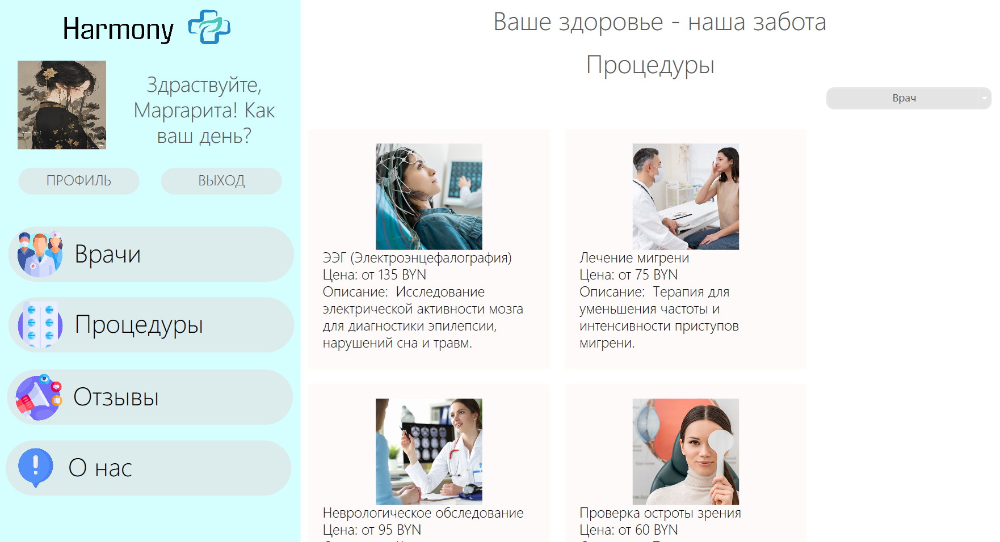 Harmony
Здраствуйте,
Маргарита! Как
ваш день?
ПРОФИЛЬ
ВЫХОД
Врачи
Процедуры
Отзывы
О нас
Ваше здоровье - наша забота
Процедуры
Врач
ЭЭГ (Электроэнцефалография)
Цена: от 135 BYN
Описание:  Исследование
электрической активности мозга
для диагностики эпилепсии,
нарушений сна и травм.
Лечение мигрени
Цена: от 75 BYN
Описание:  Терапия для
уменьшения частоты и
интенсивности приступов
мигрени.
Неврологическое обследование
Цена: от 95 BYN
Проверка остроты зрения
Цена: от 60 BYN